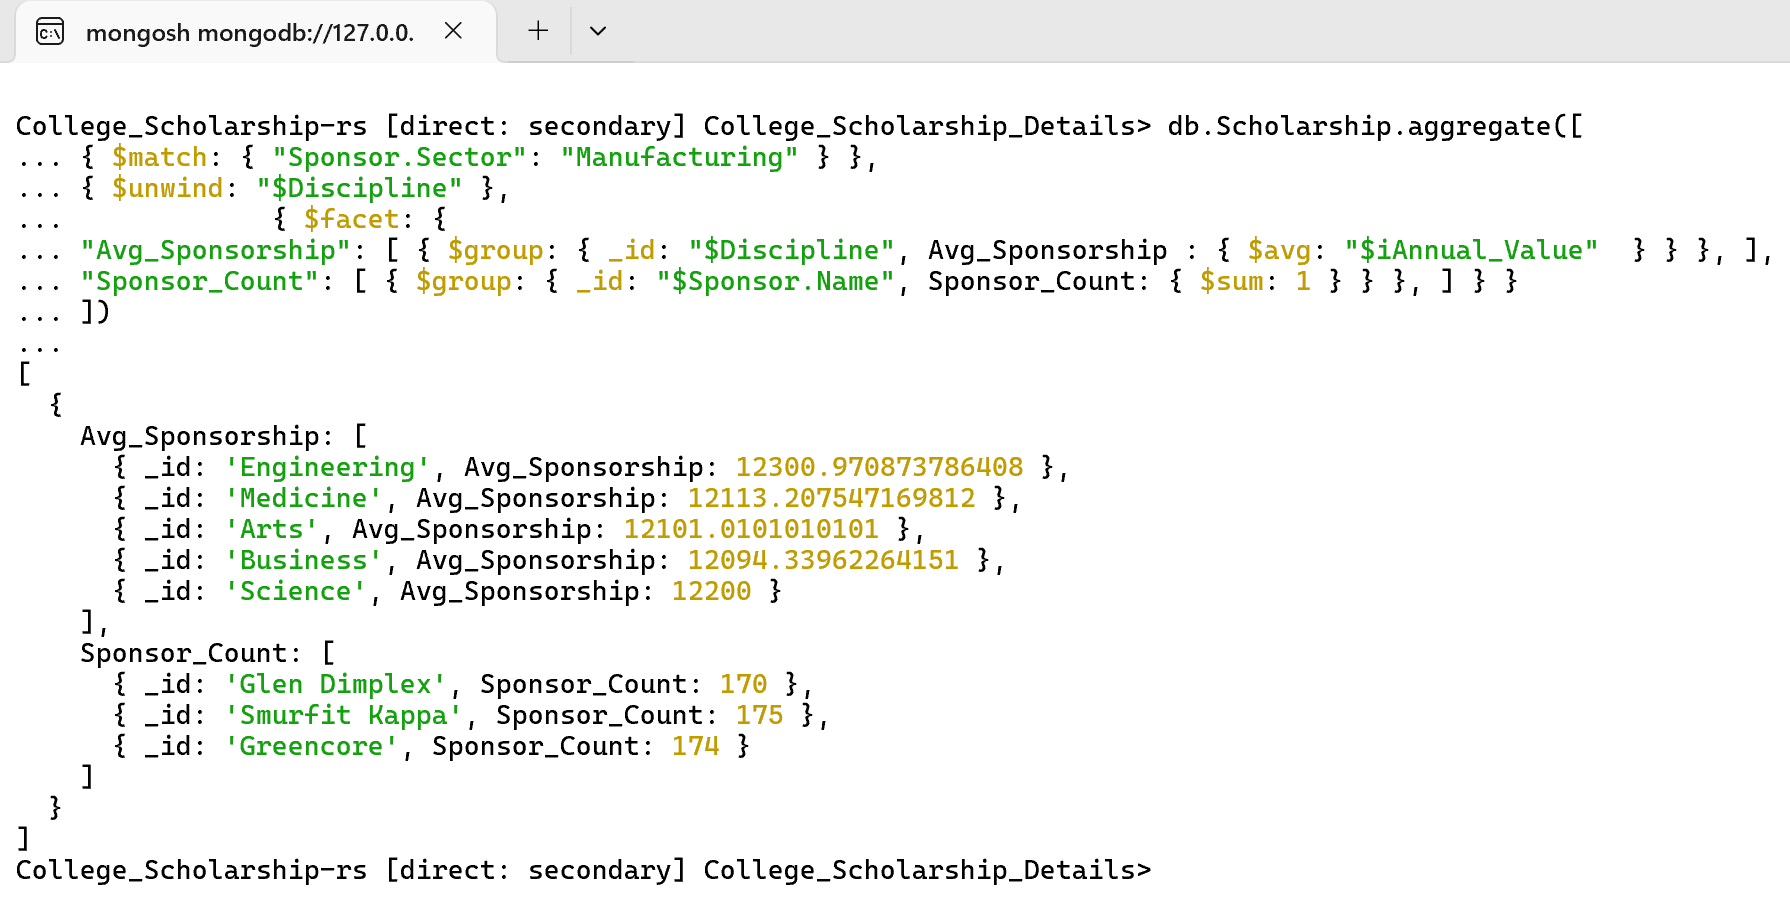 mongosh mongodb://127.0.0.
College_Scholarship-rs [direct: secondary] College_Scholarship_Details> db.Scholarship.aggregate([
... { $match: { "Sponsor.Sector": "Manufacturing" } },
... { $unwind: "$Discipline" },
...             { $facet: {
... "Avg_Sponsorship": [ { $group: { _id: "$Discipline", Avg_Sponsorship : { $avg: "$iAnnual_Value"  } } }, ],
... "Sponsor_Count": [ { $group: { _id: "$Sponsor.Name", Sponsor_Count: { $sum: 1 } } }, ] } }
... ])
...
[
  {
    Avg_Sponsorship: [
      { _id: 'Engineering', Avg_Sponsorship: 12300.970873786408 },
      { _id: 'Medicine', Avg_Sponsorship: 12113.207547169812 },
      { _id: 'Arts', Avg_Sponsorship: 12101.0101010101 },
      { _id: 'Business', Avg_Sponsorship: 12094.33962264151 },
      { _id: 'Science', Avg_Sponsorship: 12200 }
    ],
    Sponsor_Count: [
      { _id: 'Glen Dimplex', Sponsor_Count: 170 },
      { _id: 'Smurfit Kappa', Sponsor_Count: 175 },
      { _id: 'Greencore', Sponsor_Count: 174 }
    ]
  }
]
College_Scholarship-rs [direct: secondary] College_Scholarship_Details>